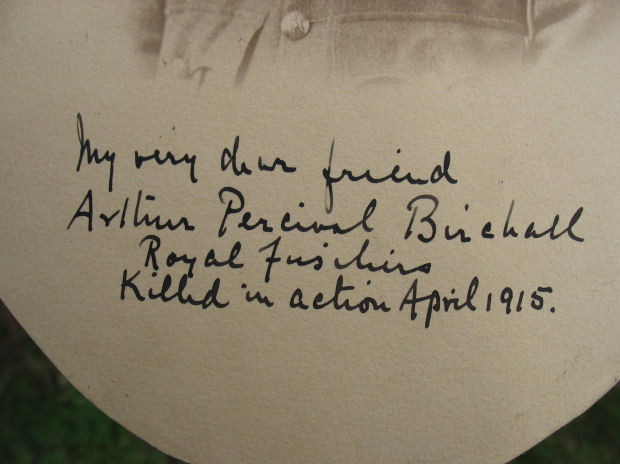 My very dear friend
Arthur Percival Birchall
Royal Fusiliers
Killed in action April 1915.